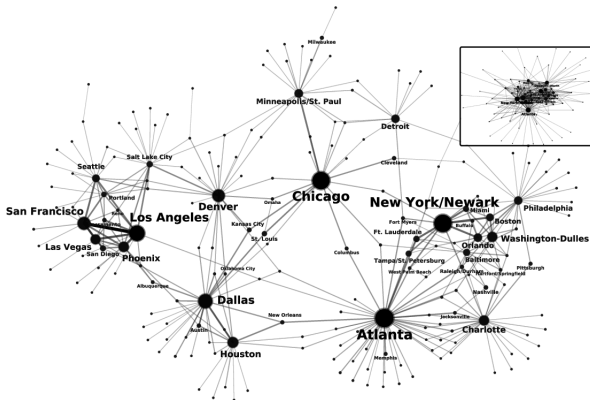 Milwaukee
Minneapolis/St. Paul
Detroit
Salt Lake City
Cleveland
Seattle
Chicago
Portland
Denver
Omaha
New York/Newark
Miami
Philadelphia
San Francisco
Los Angeles
Reno
Kansas City
Fort Myers
Buffalo
Boston
St. Louis
Ft. Lauderdale
Orlando
Washington-Dulles
Las Vegas
San Diego
Phoenix
Columbus
Tampa/St. Petersburg
Baltimore
Oklahoma City
West Palm Beach
Raleigh/Durham
Hartford/Springfield
Pittsburgh
Albuquerque
Nashville
Dallas
New Orleans
Jacksonville
Austin
Atlanta
Charlotte
Houston
Memphis
Atlanta